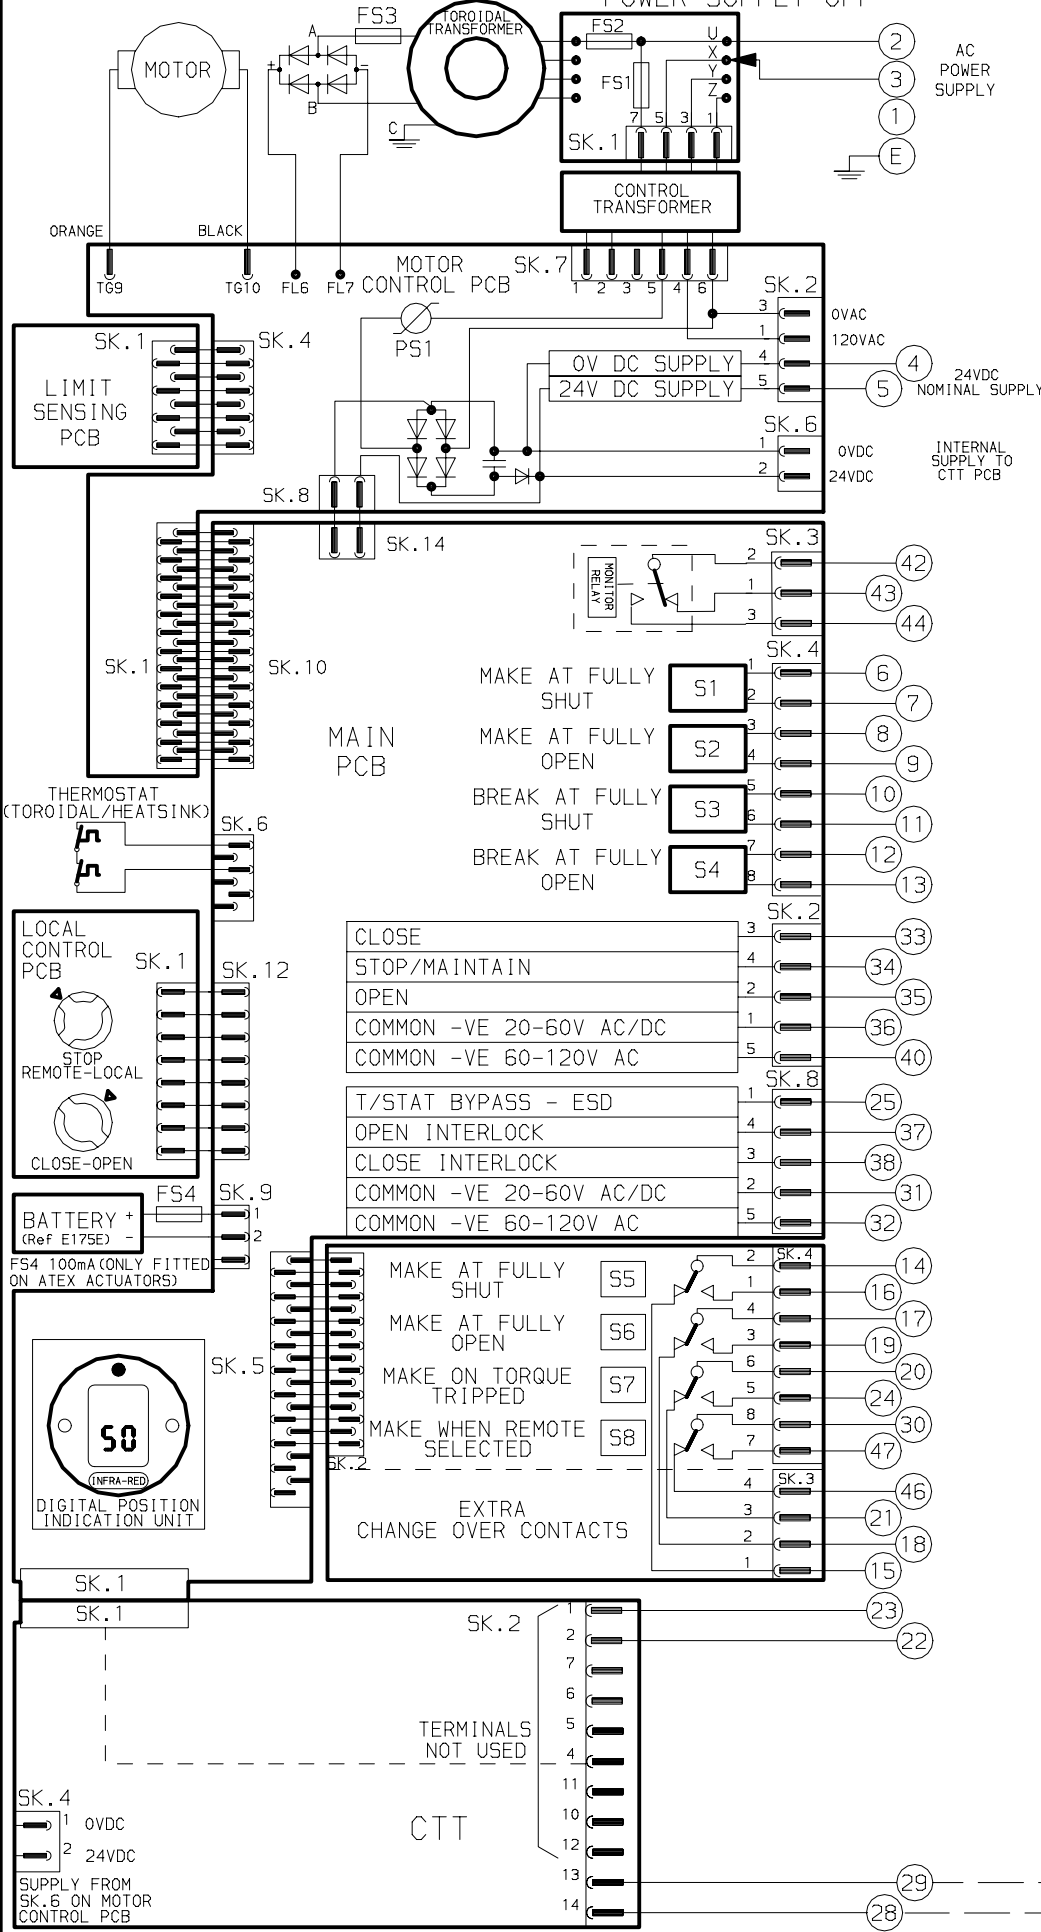 POWER SUPPLY OFF
FS3
TOROIDAL
TRANSFORMER
FS2
FS1
A
B
C
+
-
MOTOR
U
X
Y
Z
7 5 3 1
SK.1
2
3
1
E
AC
POWER
SUPPLY
CONTROL
TRANSFORMER
ORANGE
BLACK
TG9
TG10
FL6
FL7
MOTOR
CONTROL PCB
SK.7
1 2 3 5 4 6
PS1
SK.2
3 0VAC
1 120VAC
0V DC SUPPLY 4
24V DC SUPPLY 5
4
5
24VDC
NOMINAL SUPPLY
SK.6
1 0VDC
2 24VDC
INTERNAL
SUPPLY TO
CTT PCB
SK.1
SK.4
LIMIT
SENSING
PCB
SK.8
SK.14
SK.1
SK.10
MAIN
PCB
MONITOR
RELAY
SK.3
2 42
1 43
3 44
SK.4
MAKE AT FULLY
SHUT
S1
1 6
2 7
MAKE AT FULLY
OPEN
S2
3 8
4 9
BREAK AT FULLY
SHUT
S3
5 10
6 11
BREAK AT FULLY
OPEN
S4
7 12
8 13
THERMOSTAT
(TOROIDAL/HEATSINK)
SK.6
SK.2
CLOSE 3 33
STOP/MAINTAIN 4 34
OPEN 2 35
COMMON -VE 20-60V AC/DC 1 36
COMMON -VE 60-120V AC 5 40
SK.8
T/STAT BYPASS - ESD 1 25
OPEN INTERLOCK 4 37
CLOSE INTERLOCK 3 38
COMMON -VE 20-60V AC/DC 2 31
COMMON -VE 60-120V AC 5 32
LOCAL
CONTROL
PCB
SK.1
SK.12
STOP
REMOTE-LOCAL
CLOSE-OPEN
BATTERY + -
(Ref E175E)
FS4
SK.9
1
2
FS4 100mA(ONLY FITTED
ON ATEX ACTUATORS)
SK.4
MAKE AT FULLY
SHUT
S5
2 14
1 16
MAKE AT FULLY
OPEN
S6
4 17
3 19
MAKE ON TORQUE
TRIPPED
S7
6 20
5 24
MAKE WHEN REMOTE
SELECTED
S8
8 30
7 47
SK.5
SK.2
SK.3
EXTRA
CHANGE OVER CONTACTS
4 46
3 21
2 18
1 15
50
INFRA-RED
DIGITAL POSITION
INDICATION UNIT
SK.1
SK.1
SK.2
1 23
2 22
7
6
5
4
11
10
12
13 29
14 28
TERMINALS
NOT USED
CTT
SK.4
1 0VDC
2 24VDC
SUPPLY FROM
SK.6 ON MOTOR
CONTROL PCB